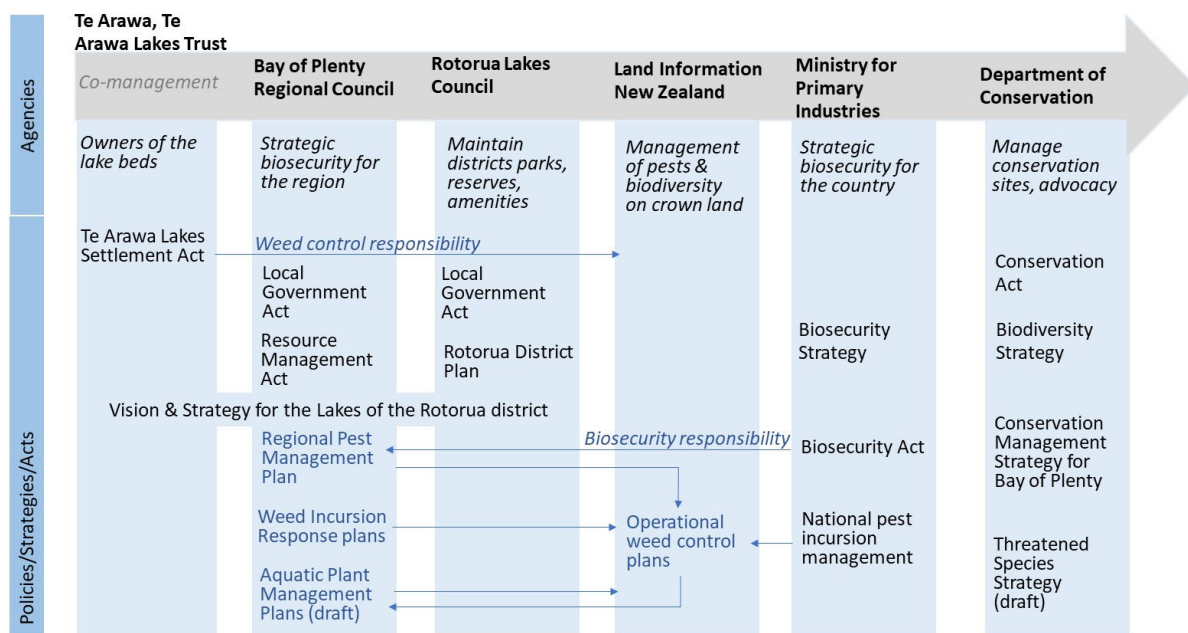 Te Arawa, Te
Arawa Lakes Trust
Agencies
Co-management
Bay of Plenty
Regional Council
Rotorua Lakes
Council
Land Information
New Zealand
Ministry for
Primary
Industries
Department of
Conservation
Owners of the
lake beds
Strategic
biosecurity for
the region
Maintain
districts parks,
reserves,
amenities
Management
of pests &
biodiversity
on crown land
Strategic
biosecurity for
the country
Manage
conservation
sites, advocacy
Policies/Strategies/Acts
Te Arawa Lakes
Settlement Act
Weed control responsibility
Local
Government
Act
Resource
Management
Act
Local
Government
Act
Rotorua District
Plan
Biosecurity
Strategy
Conservation
Act
Biodiversity
Strategy
Vision & Strategy for the Lakes of the Rotorua district
Regional Pest
Management
Plan
Biosecurity responsibility
Biosecurity Act
Conservation
Management
Strategy for
Bay of Plenty
Weed Incursion
Response plans
Operational
weed control
plans
National pest
incursion
management
Aquatic Plant
Management
Plans (draft)
Threatened
Species
Strategy
(draft)